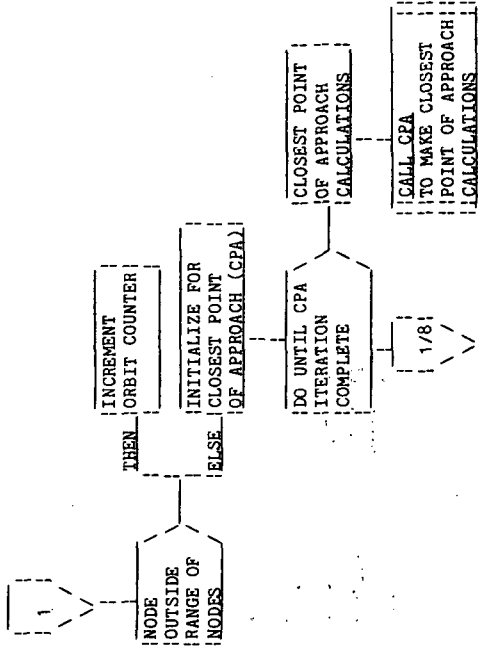 1
NODE
OUTSIDE
RANGE OF
NODES
THEN
INCREMENT
ORBIT COUNTER
ELSE
INITIALIZE FOR
CLOSEST POINT
OF APPROACH (CPA)
DO UNTIL CPA
ITERATION
COMPLETE
CLOSEST POINT
OF APPROACH
CALCULATIONS
CALL CPA
TO MAKE CLOSEST
POINT OF APPROACH
CALCULATIONS
1/8